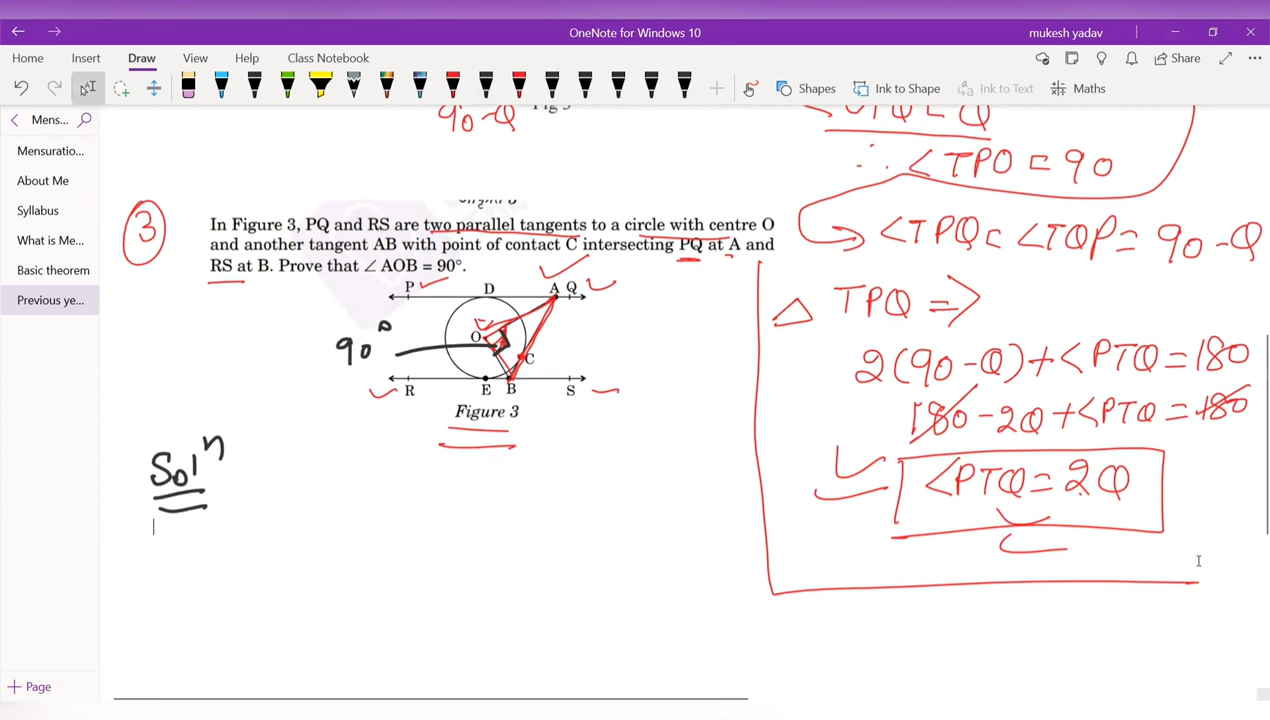 OneNote for Windows 10
mukesh yadav
Home Insert Draw View Help Class Notebook
Share
Shapes Ink to Shape Ink to Text Maths
Mens...
Mensuratio...
About Me
Syllabus
What is Me...
Basic theorem
Previous ye...
Page
90-Q
3
In Figure 3, PQ and RS are two parallel tangents to a circle with centre O
and another tangent AB with point of contact C intersecting PQ at A and
RS at B. Prove that ∠ AOB = 90°.
P D A Q
O
C
90°
R E B S
Figure 3
Solⁿ
∴ <TPO = 90
<TPQ = <TQP = 90 - Q
△ TPQ =>
2(90-Q)+<PTQ = 180
180-2Q+<PTQ = 180
<PTQ = 2Q